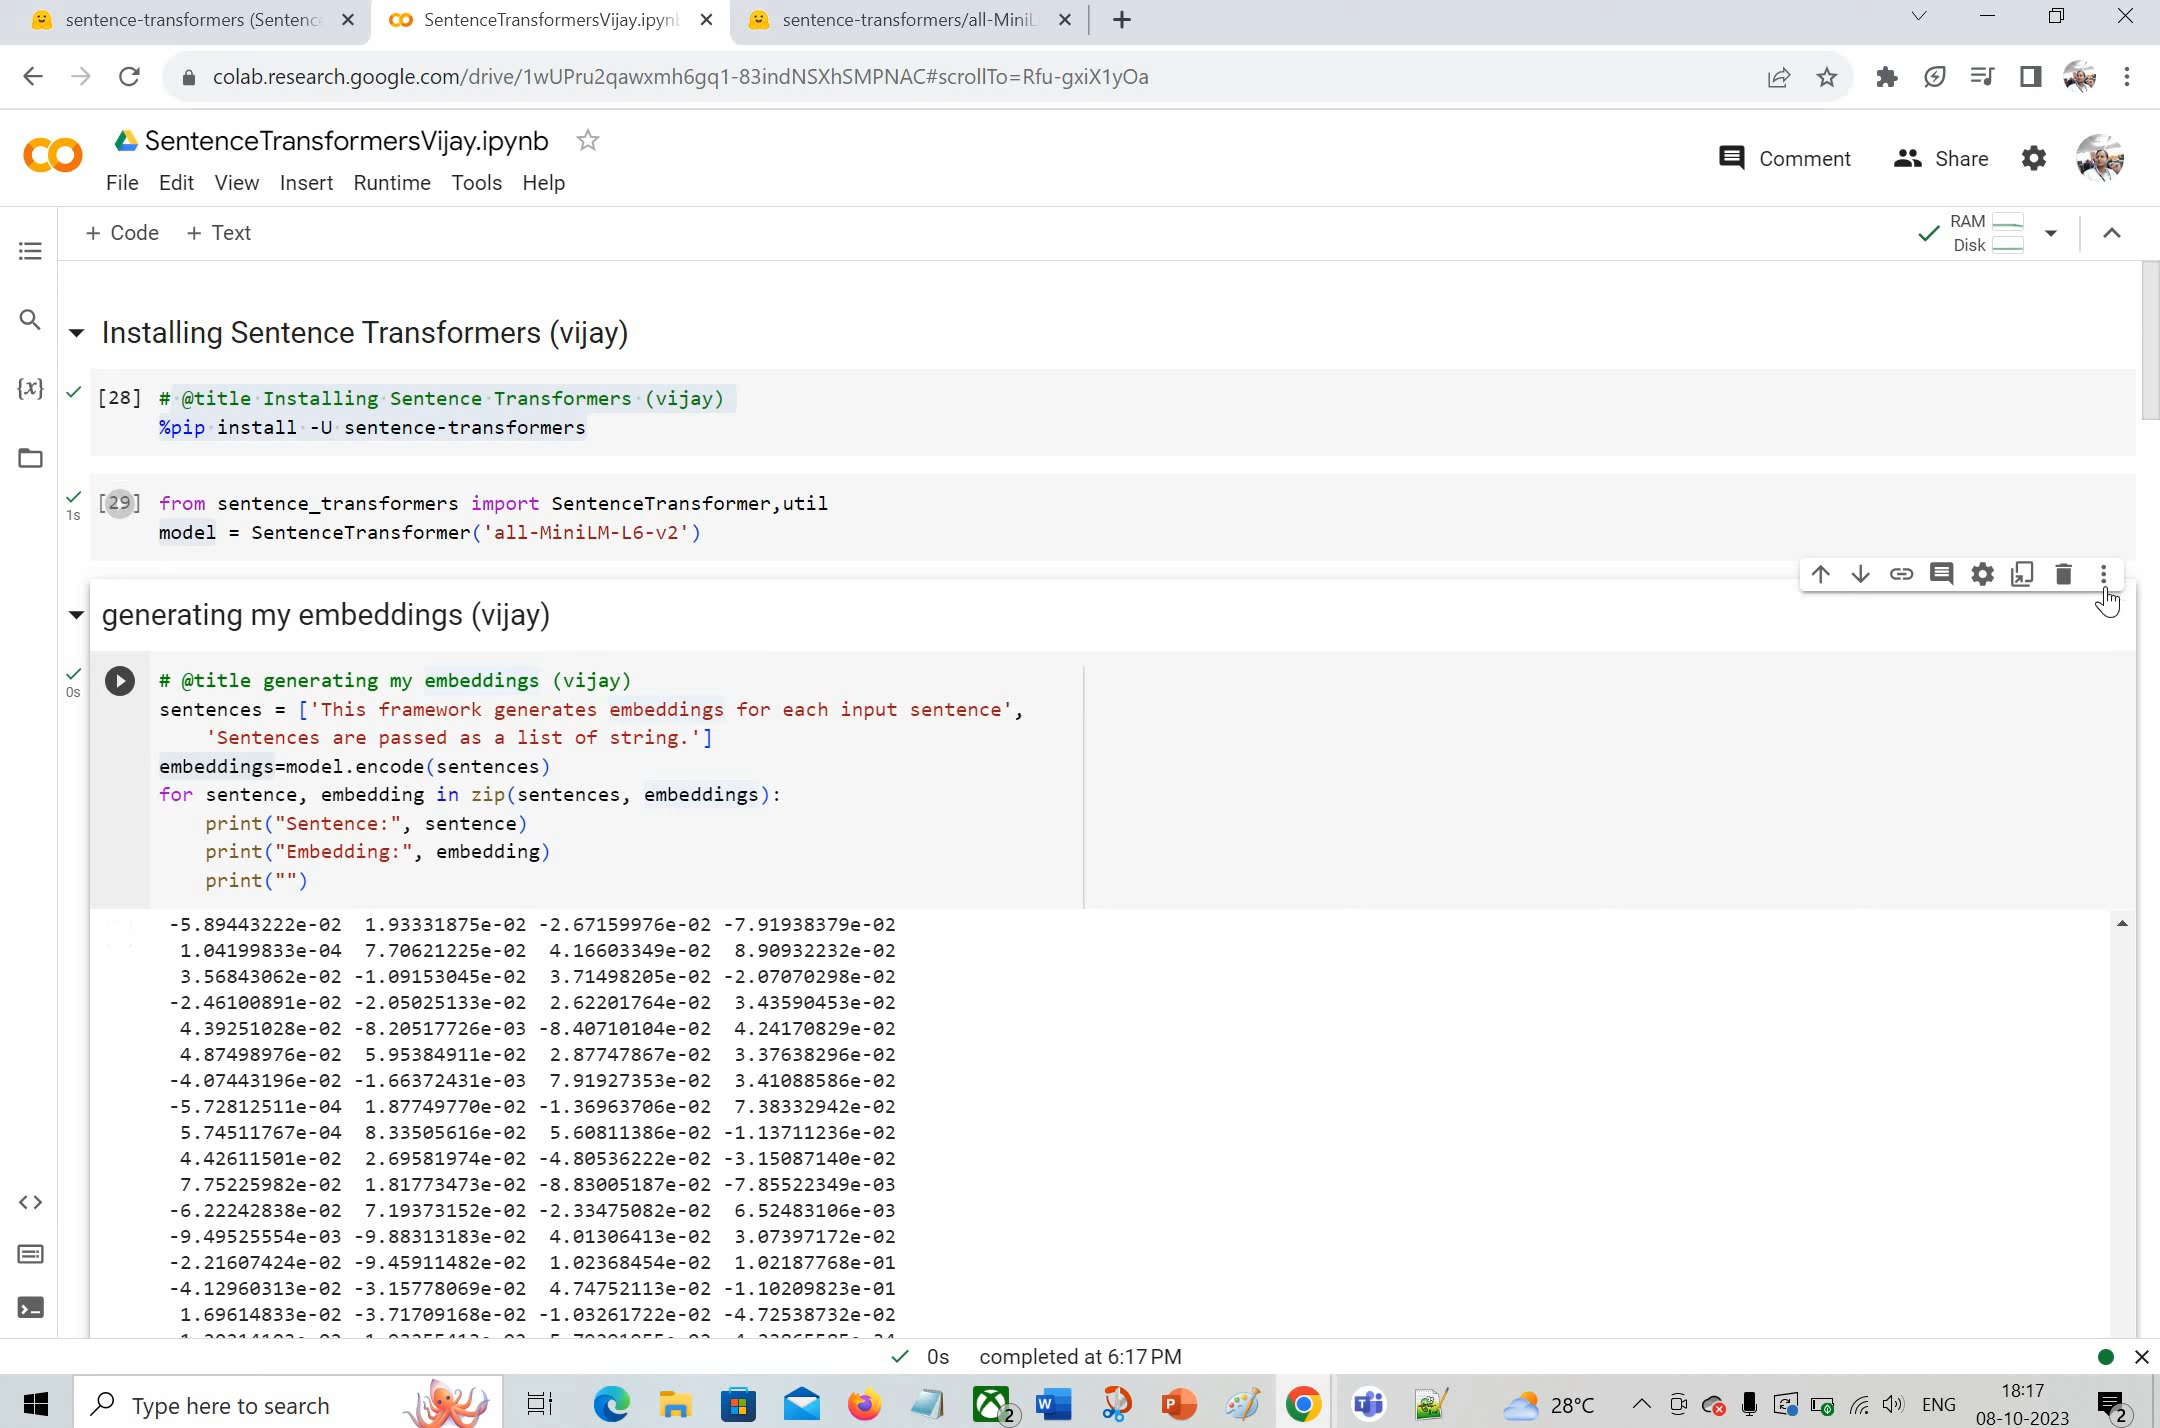 sentence-transformers (Sentenc
SentenceTransformersVijay.ipyn
sentence-transformers/all-MiniL
colab.research.google.com/drive/1wUPru2qawxmh6gq1-83indNSXhSMPNAC#scrollTo=Rfu-gxiX1yOa
SentenceTransformersVijay.ipynb
File Edit View Insert Runtime Tools Help
Comment
Share
+ Code + Text
RAM
Disk
Installing Sentence Transformers (vijay)
[28] # @title Installing Sentence Transformers (vijay)
%pip install -U sentence-transformers
[29] from sentence_transformers import SentenceTransformer,util
1s
model = SentenceTransformer('all-MiniLM-L6-v2')
generating my embeddings (vijay)
0s
# @title generating my embeddings (vijay)
sentences = ['This framework generates embeddings for each input sentence',
'Sentences are passed as a list of string.']
embeddings=model.encode(sentences)
for sentence, embedding in zip(sentences, embeddings):
print("Sentence:", sentence)
print("Embedding:", embedding)
print("")
-5.89443222e-02 1.93331875e-02 -2.67159976e-02 -7.91938379e-02
1.04199833e-04 7.70621225e-02 4.16603349e-02 8.90932232e-02
3.56843062e-02 -1.09153045e-02 3.71498205e-02 -2.07070298e-02
-2.46100891e-02 -2.05025133e-02 2.62201764e-02 3.43590453e-02
4.39251028e-02 -8.20517726e-03 -8.40710104e-02 4.24170829e-02
4.87498976e-02 5.95384911e-02 2.87747867e-02 3.37638296e-02
-4.07443196e-02 -1.66372431e-03 7.91927353e-02 3.41088586e-02
-5.72812511e-04 1.87749770e-02 -1.36963706e-02 7.38332942e-02
5.74511767e-04 8.33505616e-02 5.60811386e-02 -1.13711236e-02
4.42611501e-02 2.69581974e-02 -4.80536222e-02 -3.15087140e-02
7.75225982e-02 1.81773473e-02 -8.83005187e-02 -7.85522349e-03
-6.22242838e-02 7.19373152e-02 -2.33475082e-02 6.52483106e-03
-9.49525554e-03 -9.88313183e-02 4.01306413e-02 3.07397172e-02
-2.21607424e-02 -9.45911482e-02 1.02368454e-02 1.02187768e-01
-4.12960313e-02 -3.15778069e-02 4.74752113e-02 -1.10209823e-01
1.69614833e-02 -3.71709168e-02 -1.03261722e-02 -4.72538732e-02
0s completed at 6:17 PM
Type here to search
2
28°C
ENG
18:17
08-10-2023
2